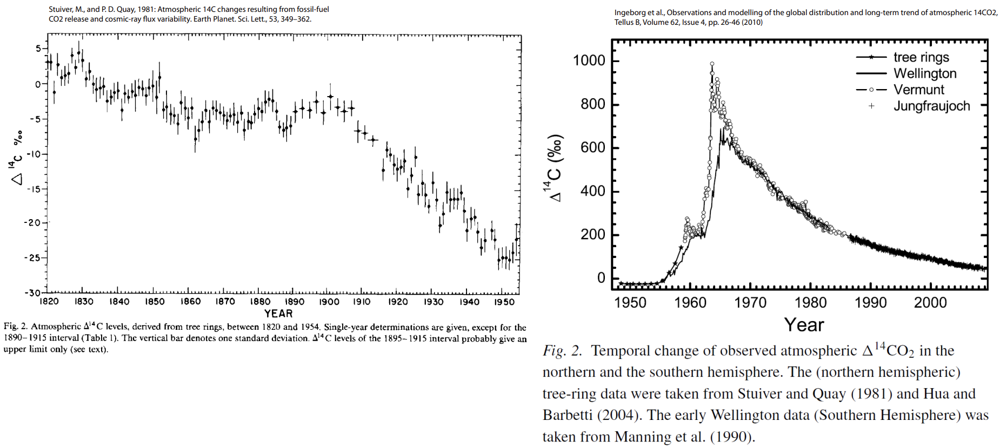 Stuiver, M., and P. D. Quay, 1981: Atmospheric 14C changes resulting from fossil-fuel
CO2 release and cosmic-ray flux variability. Earth Planet. Sci. Lett., 53, 349–362.
5
0
-5
-10
-15
-20
-25
-30
Δ 14C ‰
1820 1830 1840 1850 1860 1870 1880 1890 1900 1910 1920 1930 1940 1950
YEAR
Fig. 2. Atmospheric Δ14C levels, derived from tree rings, between 1820 and 1954. Single-year determinations are given, except for the
1890–1915 interval (Table 1). The vertical bar denotes one standard deviation. Δ14C levels of the 1895–1915 interval probably give an
upper limit only (see text).
Ingeborg et al., Observations and modelling of the global distribution and long-term trend of atmospheric 14CO2,
Tellus B, Volume 62, Issue 4, pp. 26-46 (2010)
1000
800
600
400
200
0
Δ14C (‰)
tree rings
Wellington
Vermunt
Jungfraujoch
1950 1960 1970 1980 1990 2000
Year
Fig. 2. Temporal change of observed atmospheric Δ14CO2 in the
northern and the southern hemisphere. The (northern hemispheric)
tree-ring data were taken from Stuiver and Quay (1981) and Hua and
Barbetti (2004). The early Wellington data (Southern Hemisphere) was
taken from Manning et al. (1990).